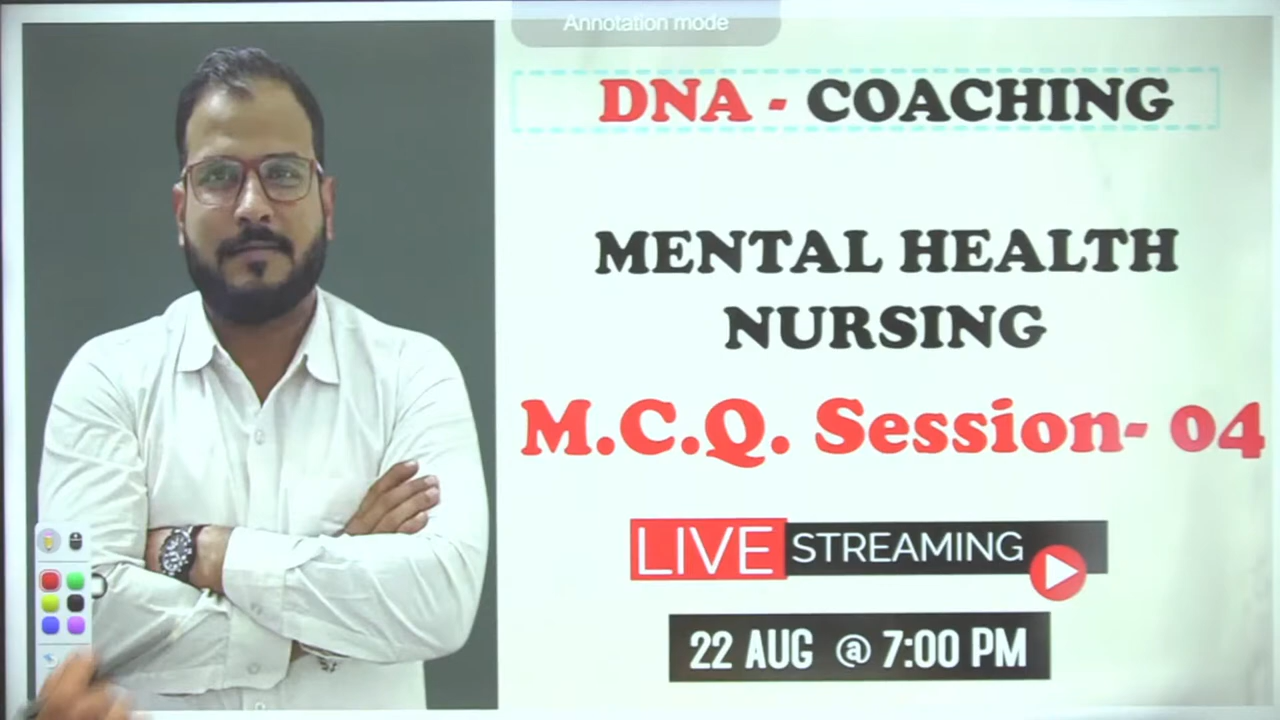 Annotation mode
DNA - COACHING
MENTAL HEALTH
NURSING
M.C.Q. Session- 04
LIVE STREAMING
22 AUG @ 7:00 PM